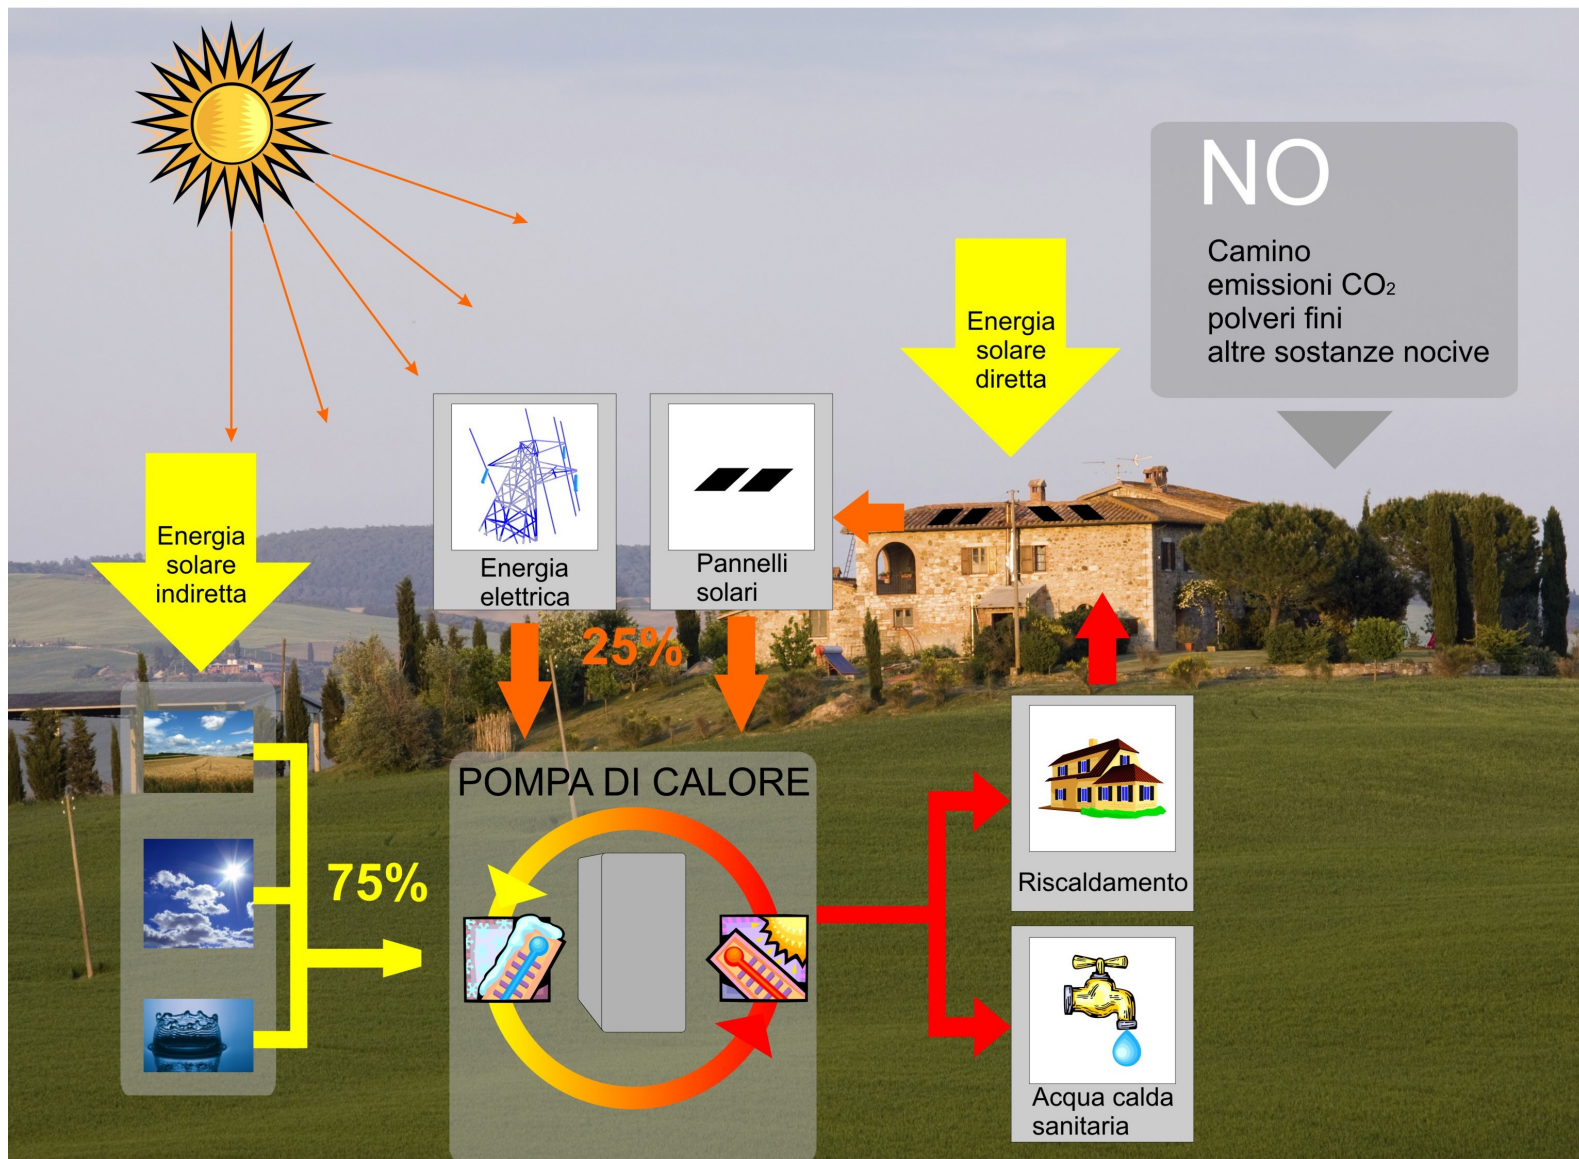 NO
Camino
emissioni CO₂
polveri fini
altre sostanze nocive
Energia
solare
diretta
Energia
solare
indiretta
Energia
elettrica
Pannelli
solari
25%
POMPA DI CALORE
75%
Riscaldamento
Acqua calda
sanitaria